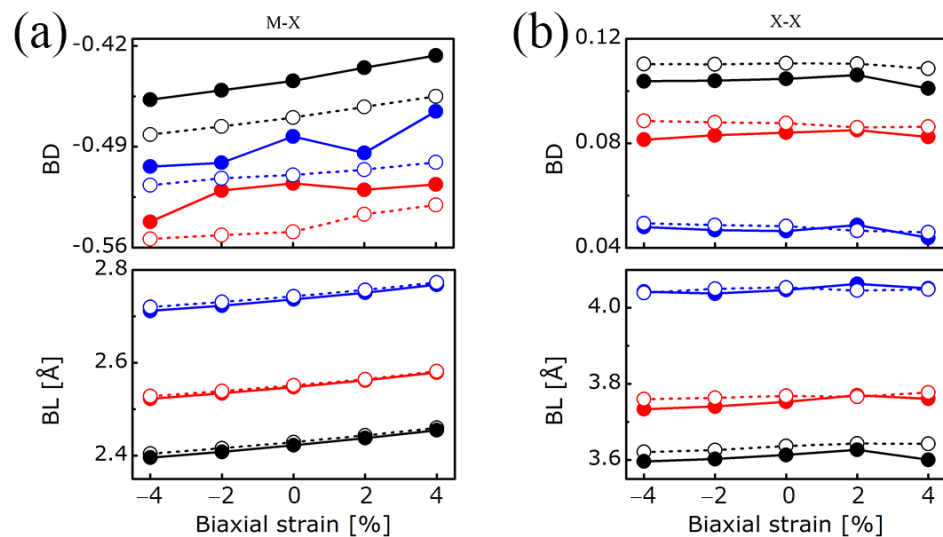 (a)
M-X
BD
-0.42
-0.49
-0.56
BL [Å]
2.8
2.6
2.4
−4
−2
0
2
4
Biaxial strain [%]
(b)
X-X
BD
0.12
0.08
0.04
BL [Å]
4.0
3.8
3.6
−4
−2
0
2
4
Biaxial strain [%]